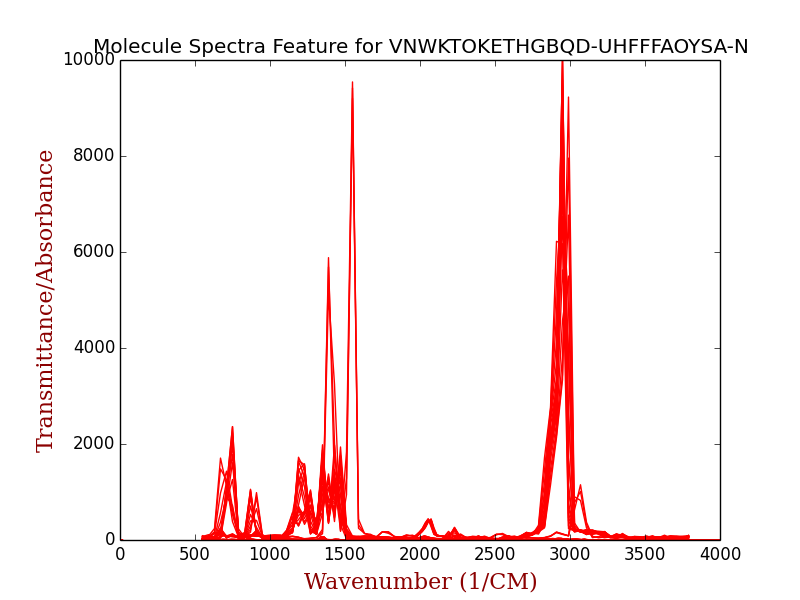 Molecule Spectra Feature for VNWKTOKETHGBQD-UHFFFAOYSA-N
10000
8000
6000
4000
2000
0
Transmittance/Absorbance
0 500 1000 1500 2000 2500 3000 3500 4000
Wavenumber (1/CM)